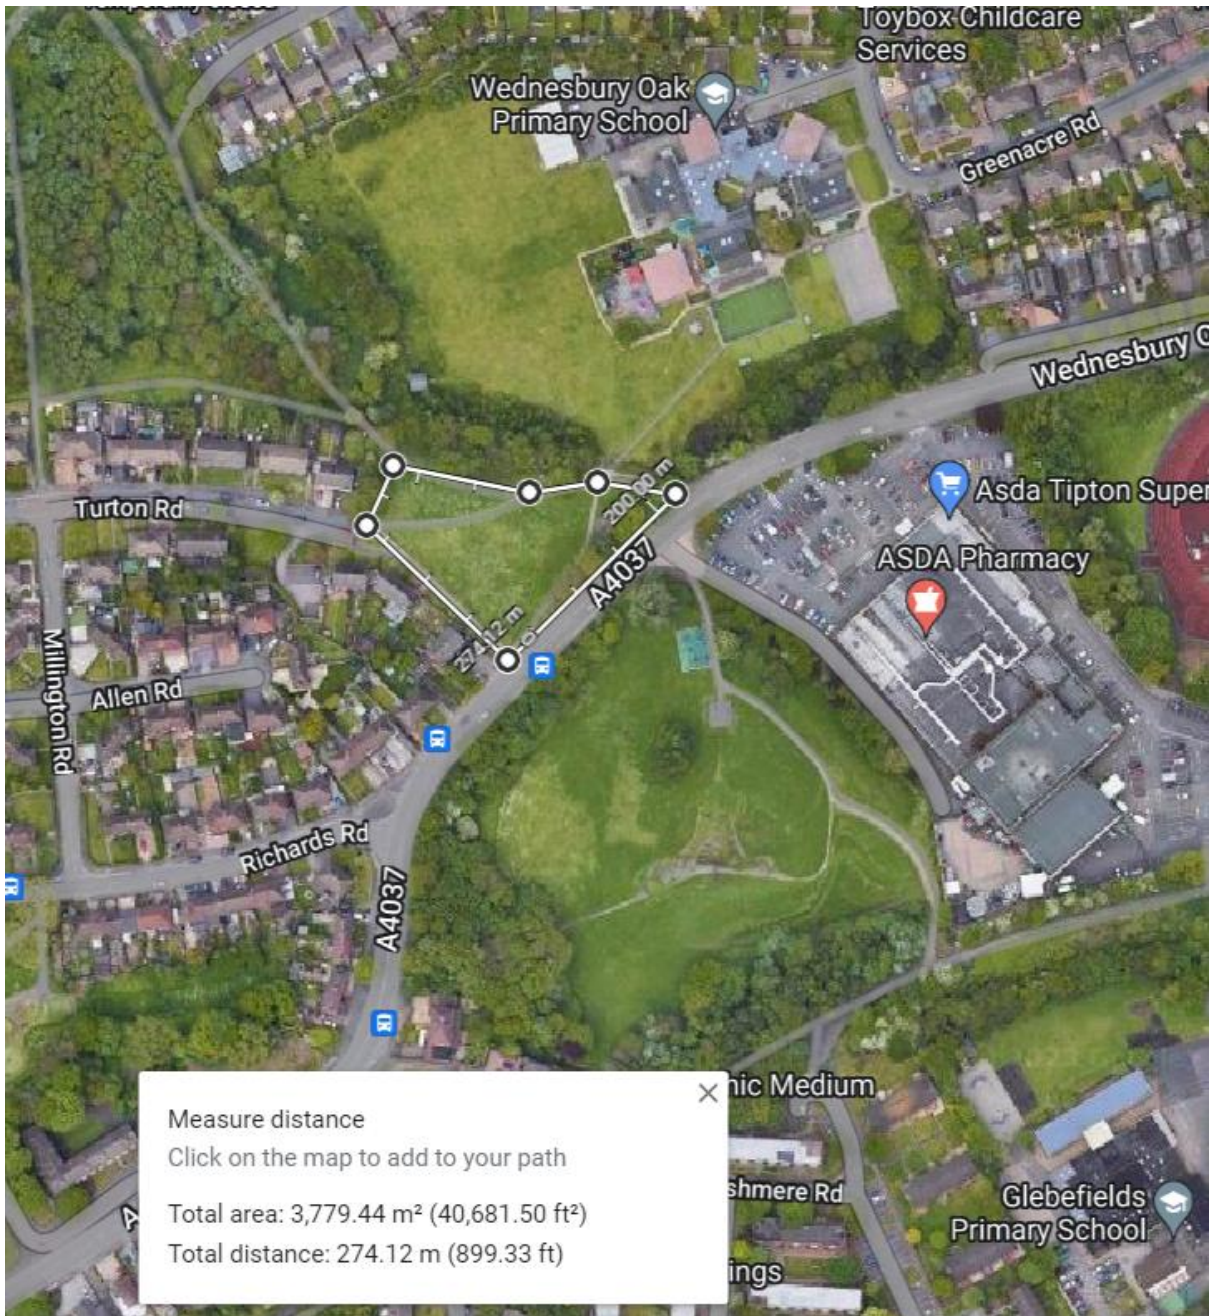 Toybox Childcare
Services
Wednesbury Oak
Primary School
Greenacre Rd
Wednesbury O
Turton Rd
200.00 m
Asda Tipton Super
A4037
ASDA Pharmacy
274.12 m
Millington Rd
Allen Rd
Richards Rd
A4037
nic Medium
Measure distance
Click on the map to add to your path
shmere Rd
Total area: 3,779.44 m² (40,681.50 ft²)
Glebefields
Primary School
A
Total distance: 274.12 m (899.33 ft)
ings